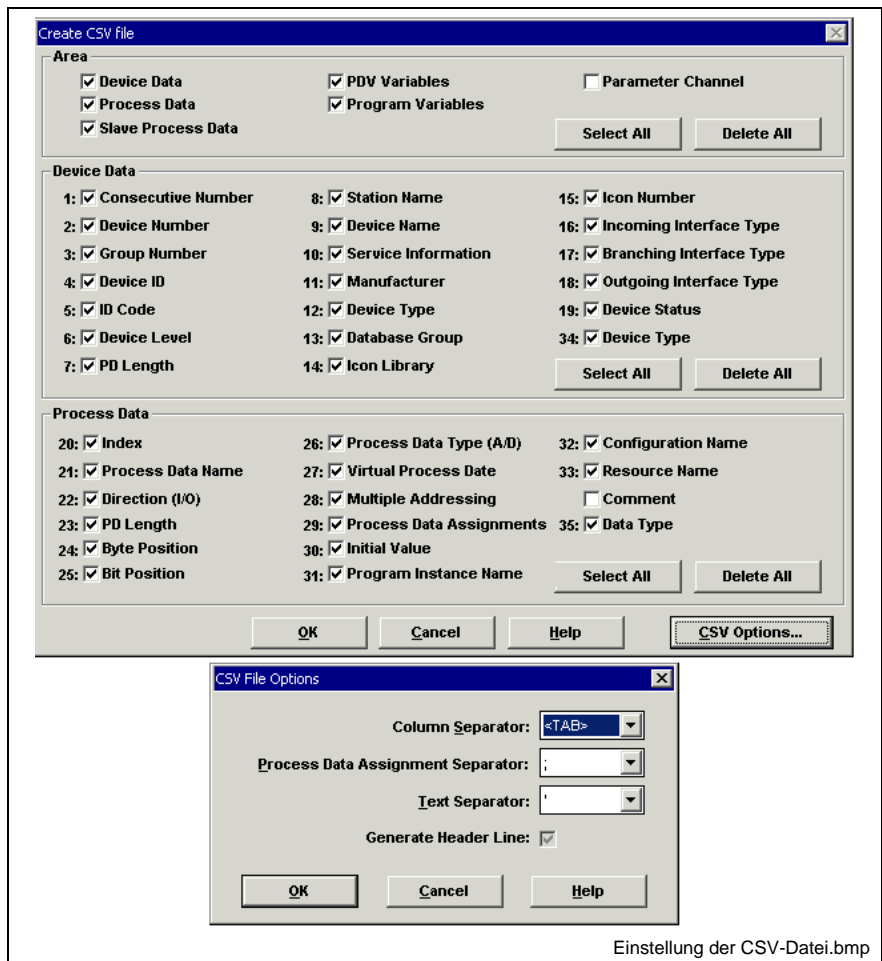 Create CSV file
Area
Device Data
PDV Variables
Parameter Channel
Process Data
Program Variables
Slave Process Data
Select All
Delete All
Device Data
1: Consecutive Number
8: Station Name
15: Icon Number
2: Device Number
9: Device Name
16: Incoming Interface Type
3: Group Number
10: Service Information
17: Branching Interface Type
4: Device ID
11: Manufacturer
18: Outgoing Interface Type
5: ID Code
12: Device Type
19: Device Status
6: Device Level
13: Database Group
34: Device Type
7: PD Length
14: Icon Library
Select All
Delete All
Process Data
20: Index
26: Process Data Type (A/D)
32: Configuration Name
21: Process Data Name
27: Virtual Process Date
33: Resource Name
22: Direction (I/O)
28: Multiple Addressing
Comment
23: PD Length
29: Process Data Assignments
35: Data Type
24: Byte Position
30: Initial Value
25: Bit Position
31: Program Instance Name
Select All
Delete All
OK
Cancel
Help
CSV Options...
CSV File Options
Column Separator: <TAB>
Process Data Assignment Separator: ;
Text Separator: '
Generate Header Line:
OK
Cancel
Help
Einstellung der CSV-Datei.bmp